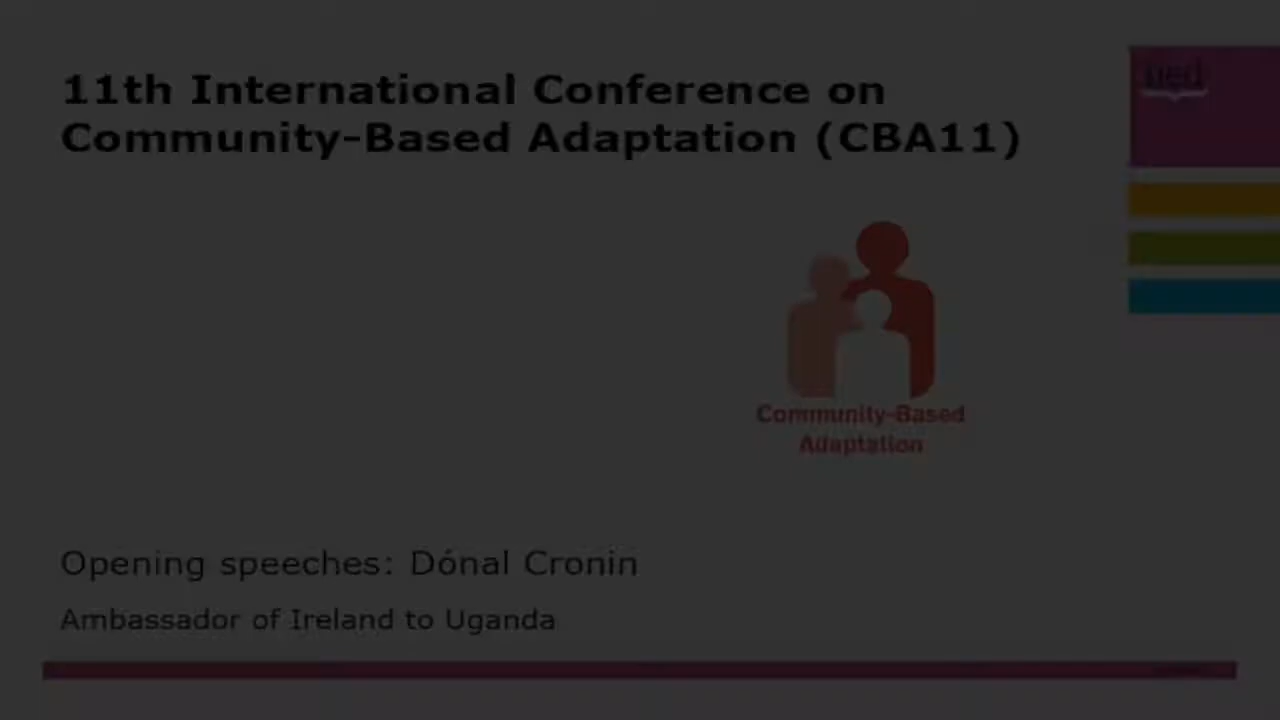 11th International Conference on
Community-Based Adaptation (CBA11)
iied
Community-Based
Adaptation
Opening speeches: Dónal Cronin
Ambassador of Ireland to Uganda